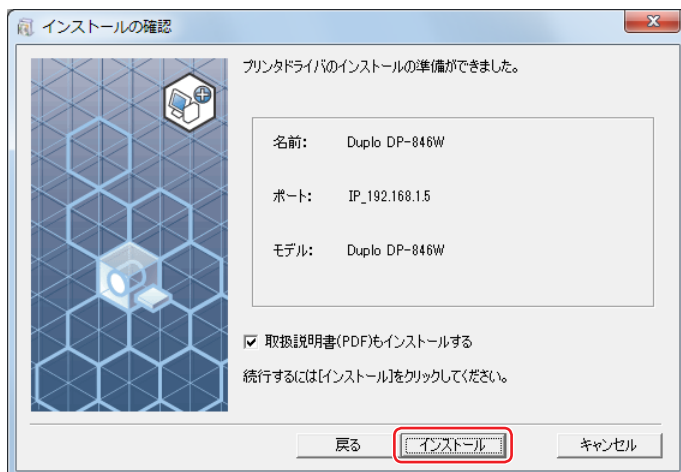 インストールの確認
プリンタドライバのインストールの準備ができました。
名前: Duplo DP-846W
ポート: IP_192.168.1.5
モデル: Duplo DP-846W
取扱説明書(PDF)もインストールする
続行するには[インストール]をクリックしてください。
戻る インストール キャンセル